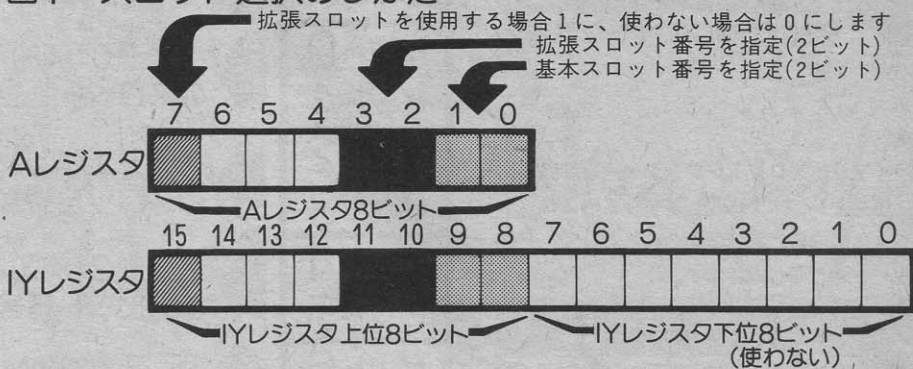 拡張スロットを使用する場合1に、使わない場合は0にします
拡張スロット番号を指定(2ビット)
基本スロット番号を指定(2ビット)
7 6 5 4 3 2 1 0
Aレジスタ
Aレジスタ8ビット
15 14 13 12 11 10 9 8 7 6 5 4 3 2 1 0
IYレジスタ
IYレジスタ上位8ビット IYレジスタ下位8ビット
(使わない)